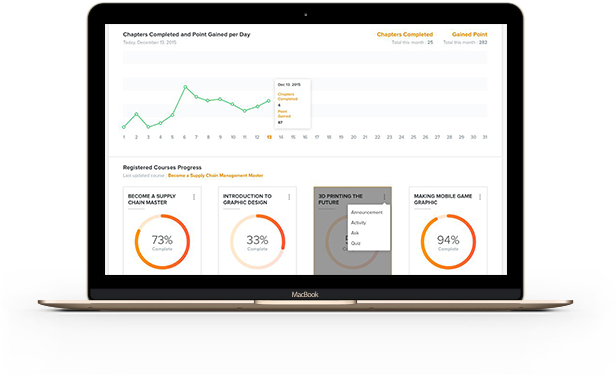 Chapters Completed and Point Gained per Day
Today, December 10, 2015
Chapters Completed
Total this month : 25
Gained Point
Total this month : 392
Dec 10, 2015
Chapters
Completed
4
Point
Gained
87
1 2 3 4 5 6 7 8 9 10 11 12 13 14 15 16 17 18 19 20 21 22 23 24 25 26 27 28 29 30 31
Registered Courses Progress
Last updated course : Become a Supply Chain Management Master
BECOME A SUPPLY
CHAIN MASTER
73%
Complete
INTRODUCTION TO
GRAPHIC DESIGN
33%
Complete
3D PRINTING THE
FUTURE
Announcement
Activity
Ask
Quiz
MAKING MOBILE GAME
GRAPHIC
94%
Complete
MacBook